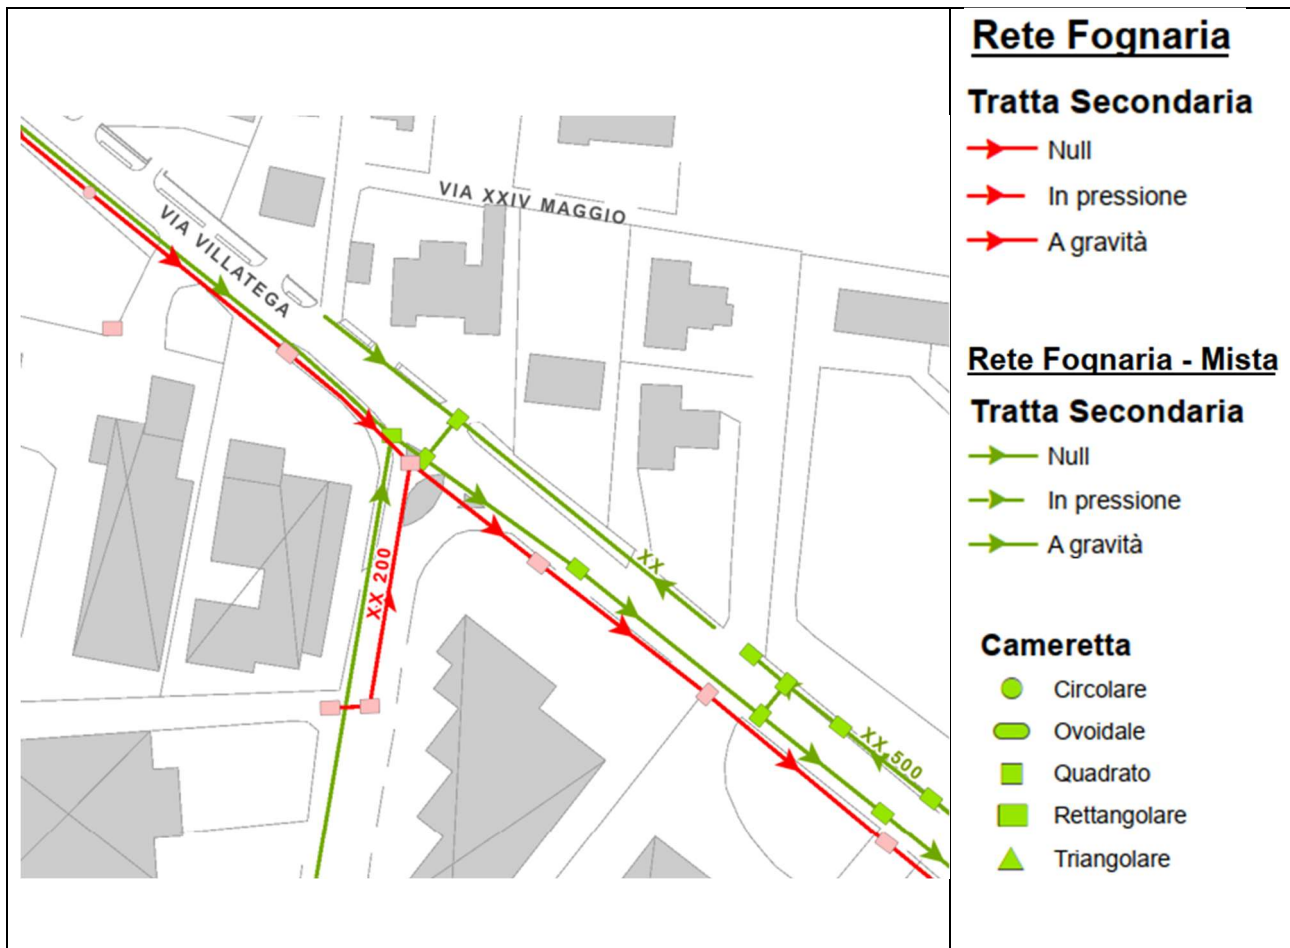 VIA XXIV MAGGIO
VIA VILLATEGA
XX 200
XX
XX 500
Rete Fognaria
Tratta Secondaria
Null
In pressione
A gravità
Rete Fognaria - Mista
Tratta Secondaria
Null
In pressione
A gravità
Cameretta
Circolare
Ovoidale
Quadrato
Rettangolare
Triangolare